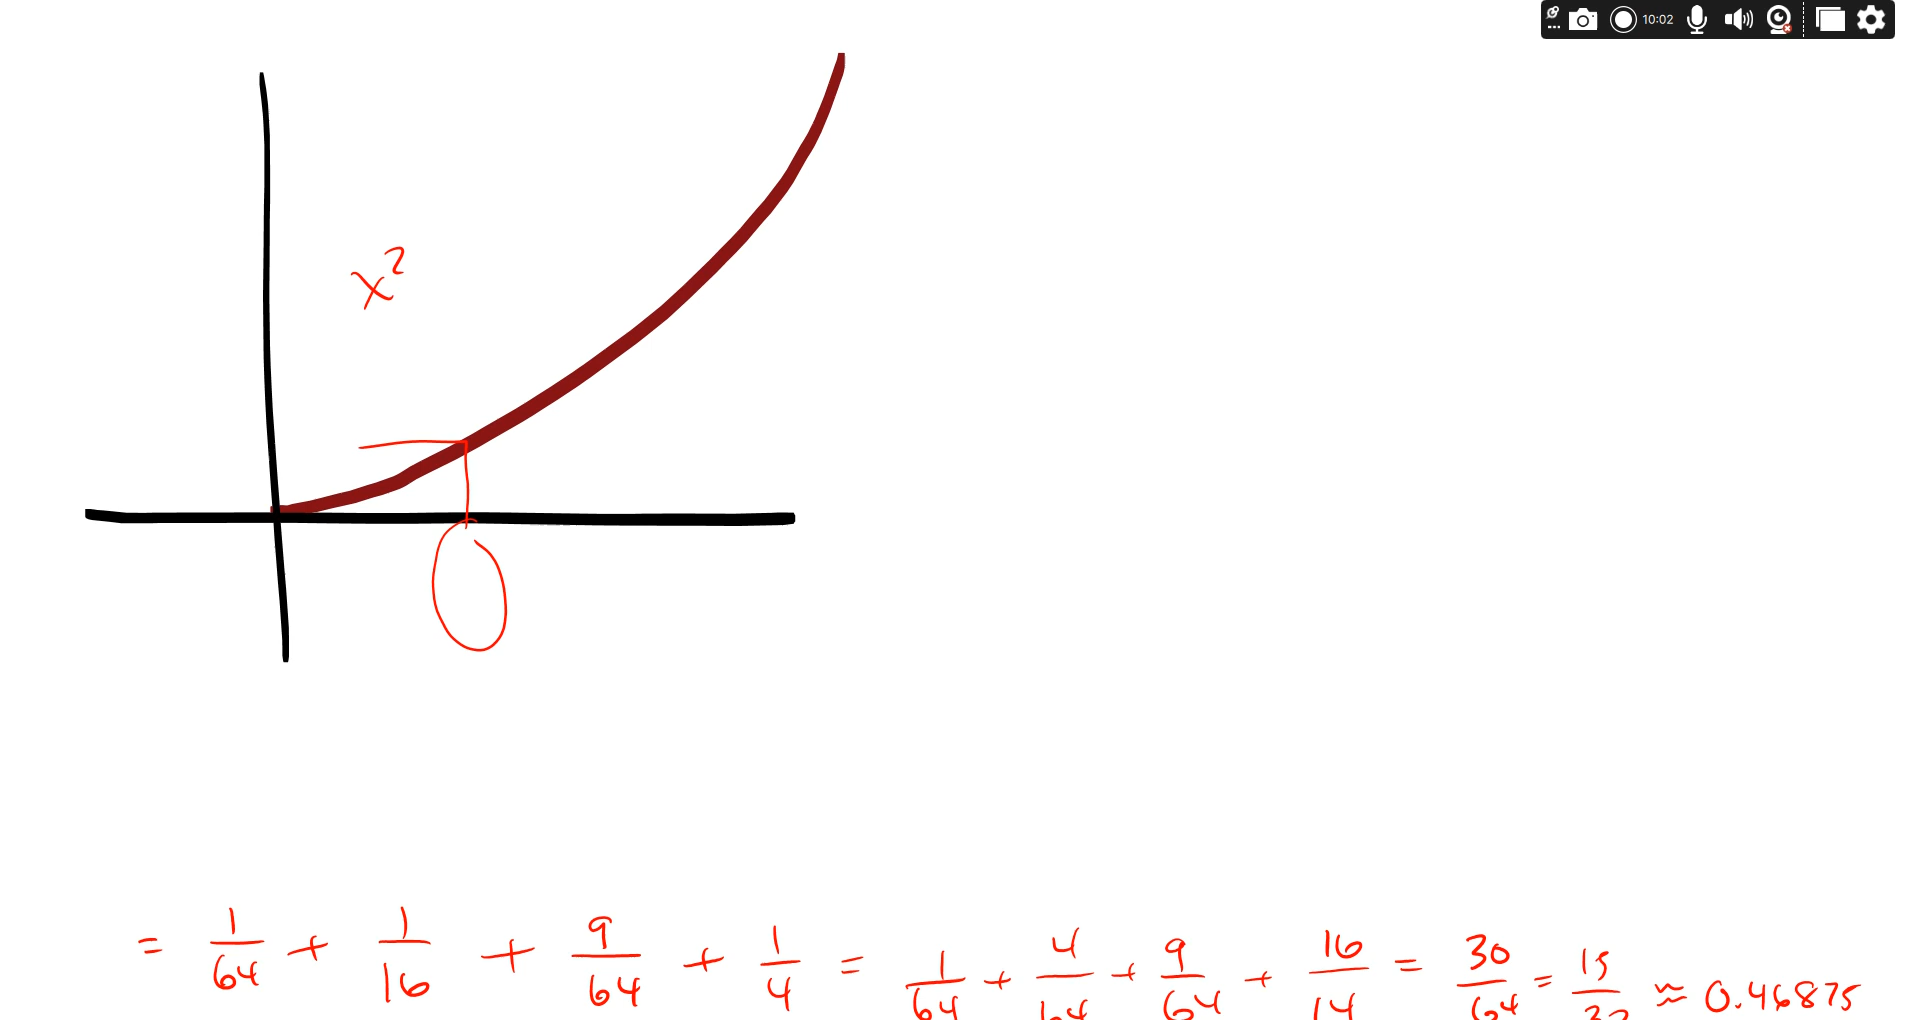 10:02
x²
= 1/64 + 1/16 + 9/64 + 1/4 = 1/64 + 4/64 + 9/64 + 16/14 = 30/64 = 15/32 ≈ 0.46875